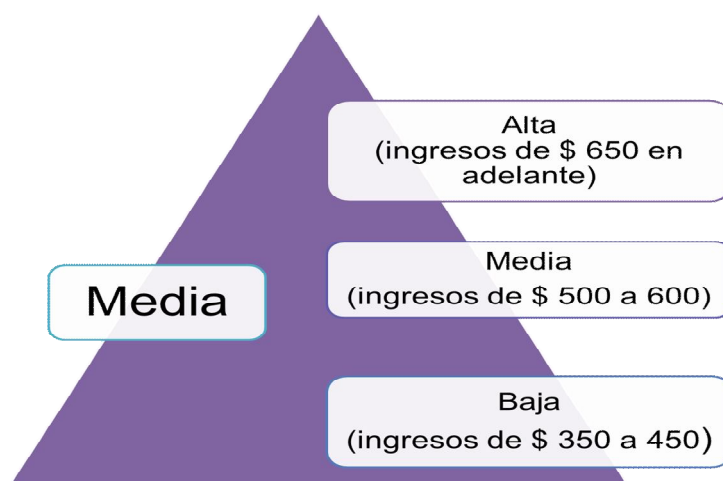 Alta
(ingresos de $ 650 en
adelante)
Media
Media
(ingresos de $ 500 a 600)
Baja
(ingresos de $ 350 a 450)